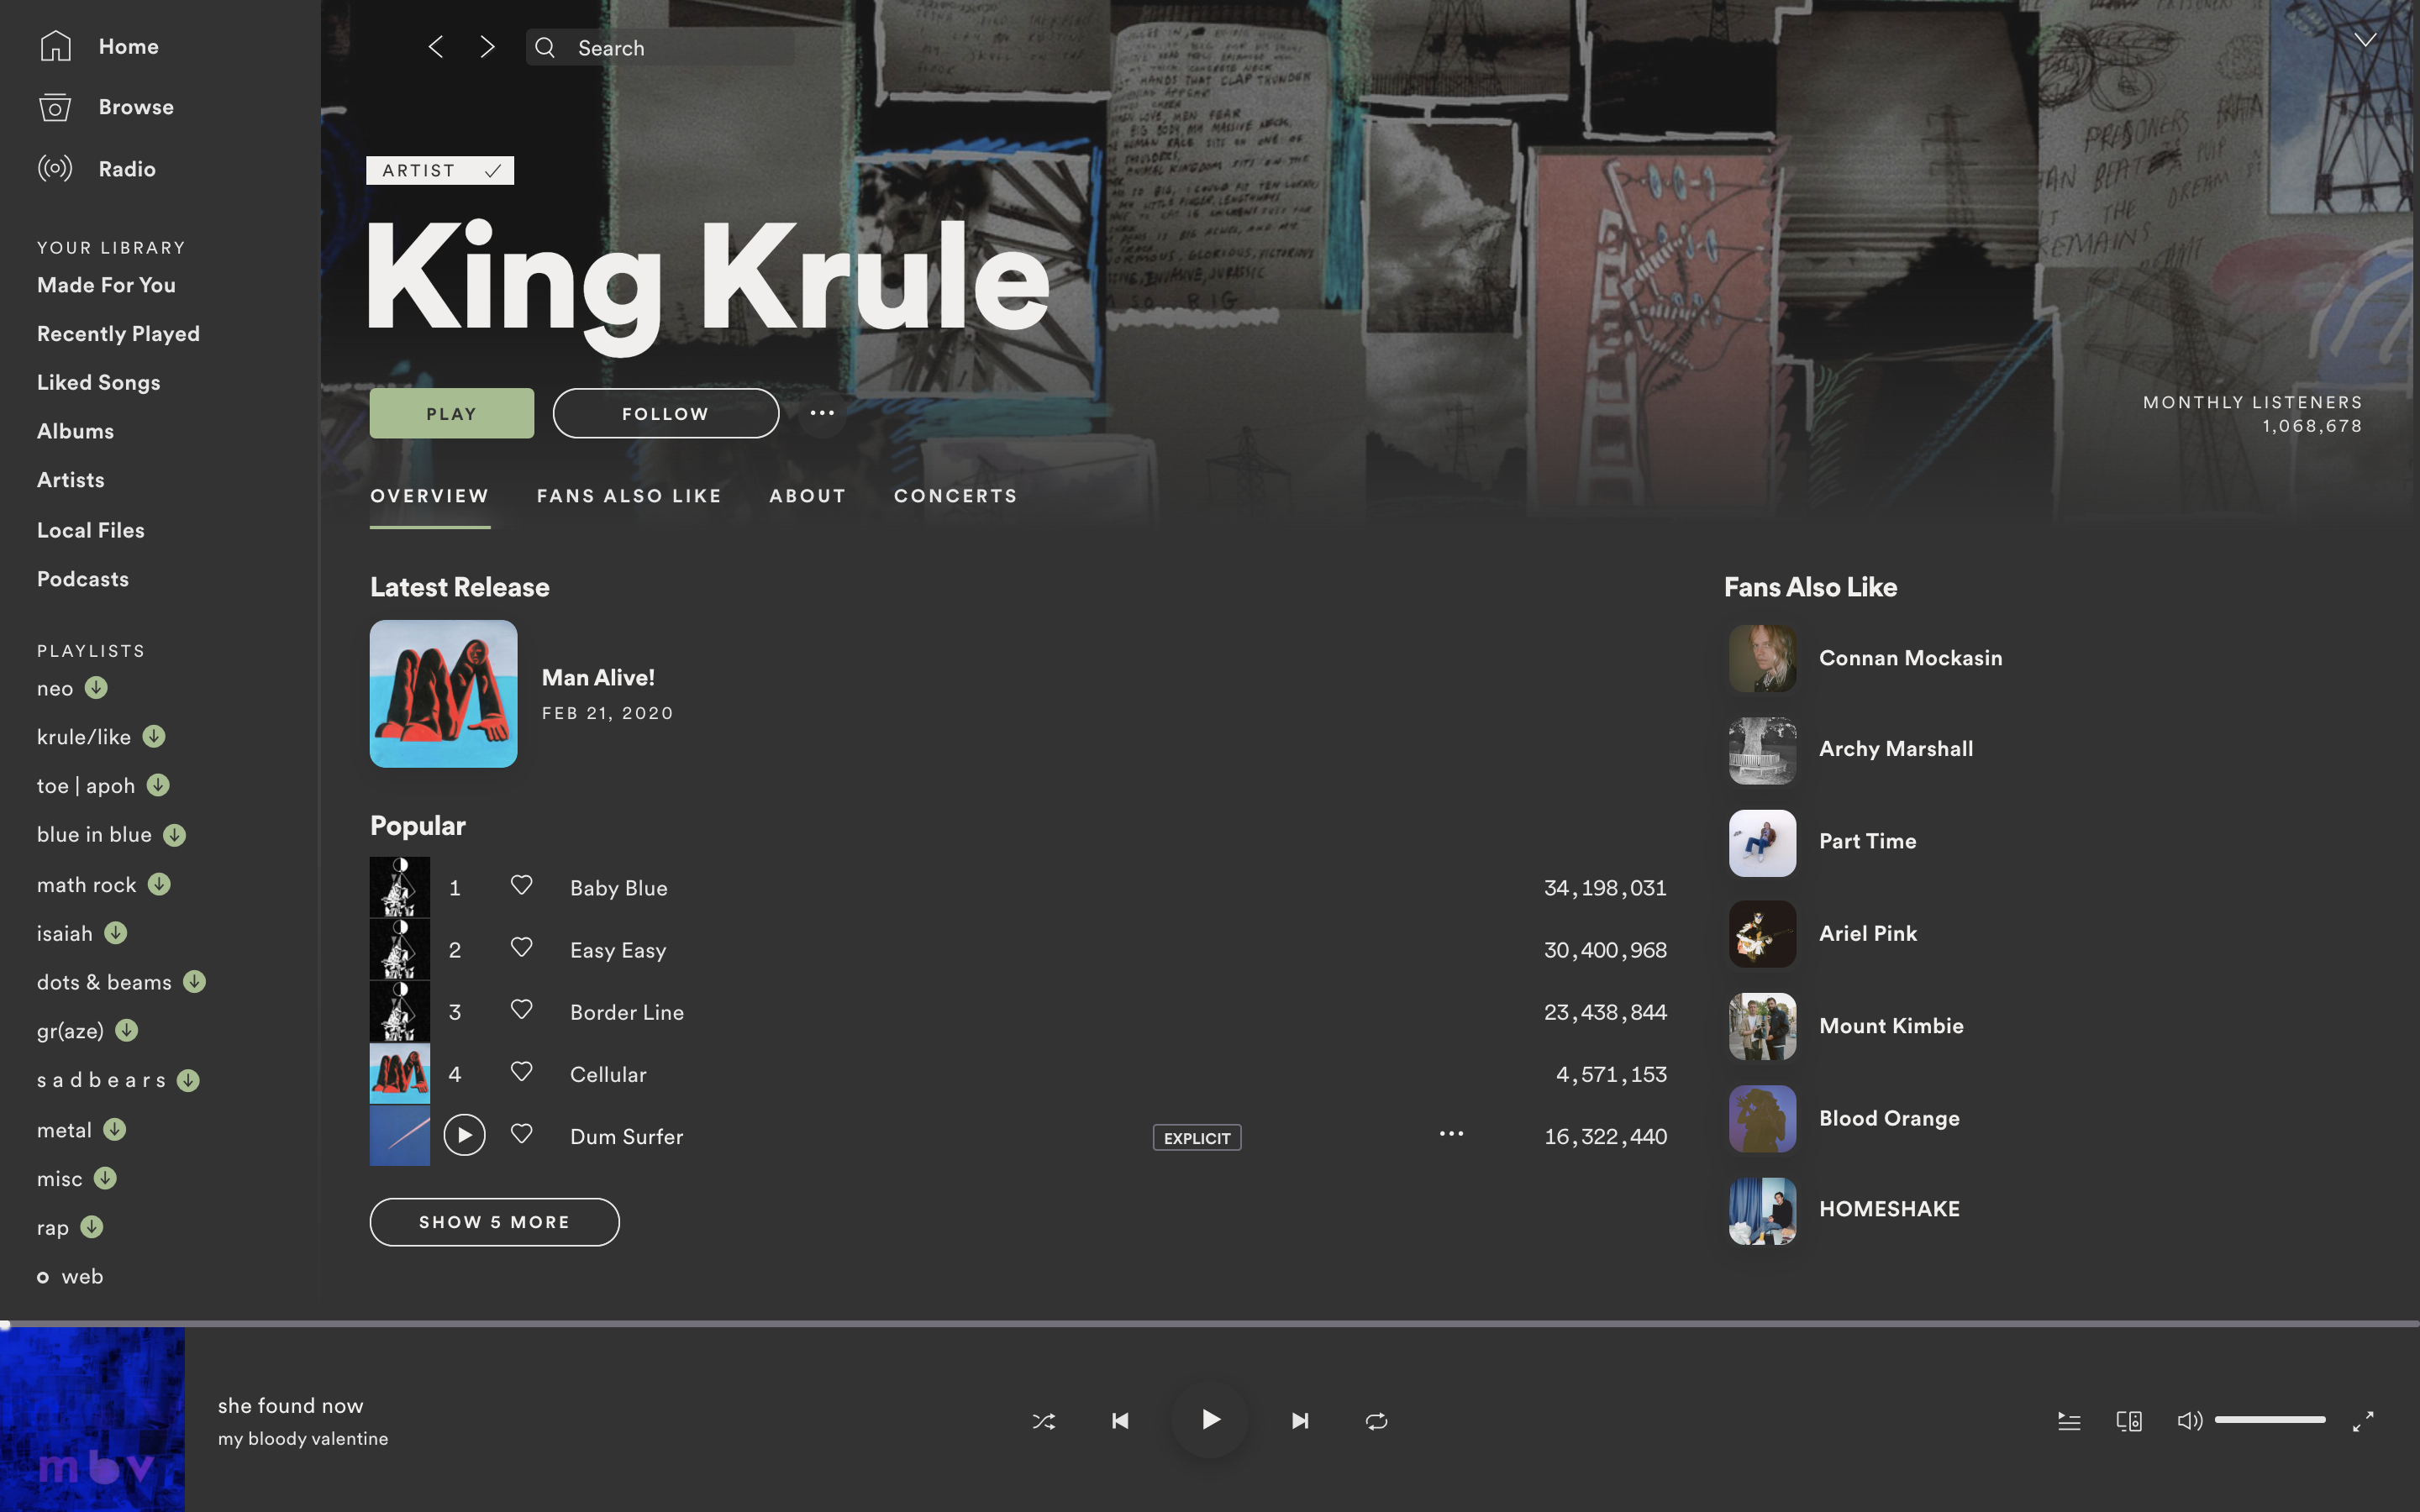 Home
Browse
Radio
YOUR LIBRARY
Made For You
Recently Played
Liked Songs
Albums
Artists
Local Files
Podcasts
PLAYLISTS
neo
krule/like
toe | apoh
blue in blue
math rock
isaiah
dots & beams
gr(aze)
s a d b e a r s
metal
misc
rap
web
Search
HANDS THAT CLAP THUNDER
PRISONERS
REMAINS
ARTIST
King Krule
PLAY
FOLLOW
MONTHLY LISTENERS
1,068,678
OVERVIEW FANS ALSO LIKE ABOUT CONCERTS
Latest Release
Man Alive!
FEB 21, 2020
Popular
1 Baby Blue 34,198,031
2 Easy Easy 30,400,968
3 Border Line 23,438,844
4 Cellular 4,571,153
Dum Surfer EXPLICIT 16,322,440
SHOW 5 MORE
Fans Also Like
Connan Mockasin
Archy Marshall
Part Time
Ariel Pink
Mount Kimbie
Blood Orange
HOMESHAKE
mbv
she found now
my bloody valentine